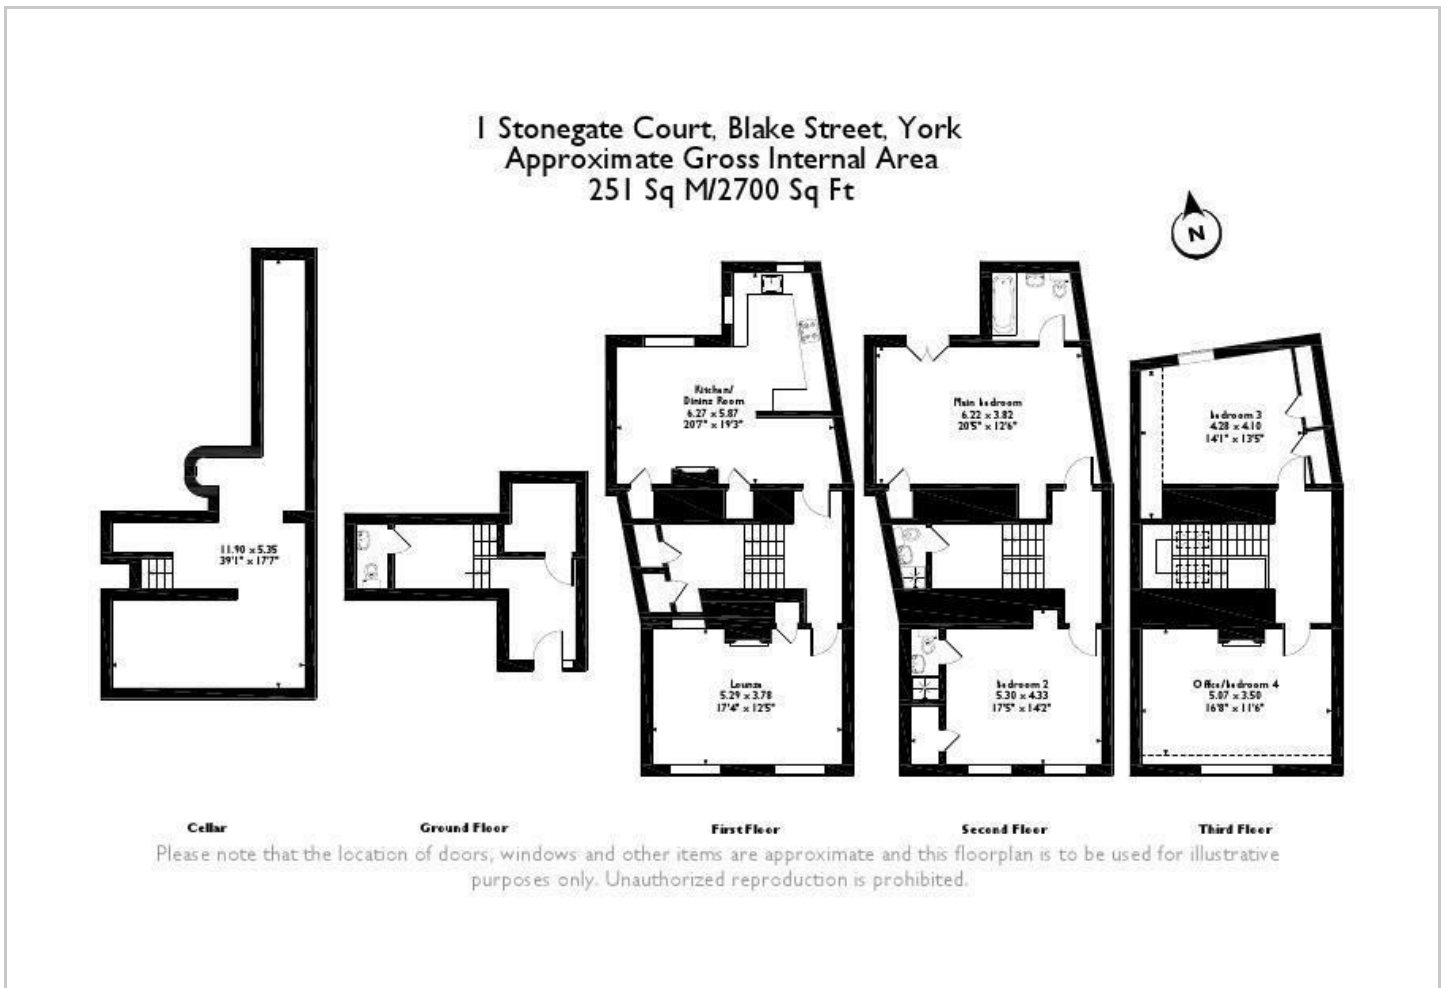 1 Stonegate Court, Blake Street, York
Approximate Gross Internal Area
251 Sq M/2700 Sq Ft
N
Kitchen/
Dining Room
6.27 x 5.87
20'7" x 19'3"
Main bedroom
6.22 x 3.82
20'5" x 12'6"
bedroom 3
4.28 x 4.10
14'1" x 13'5"
11.90 x 5.35
39'1" x 17'7"
Lounge
5.29 x 3.78
17'4" x 12'5"
bedroom 2
5.30 x 4.33
17'5" x 14'2"
Office/bedroom 4
5.07 x 3.50
16'8" x 11'6"
Cellar
Ground Floor
First Floor
Second Floor
Third Floor
Please note that the location of doors, windows and other items are approximate and this floorplan is to be used for illustrative
purposes only. Unauthorized reproduction is prohibited.